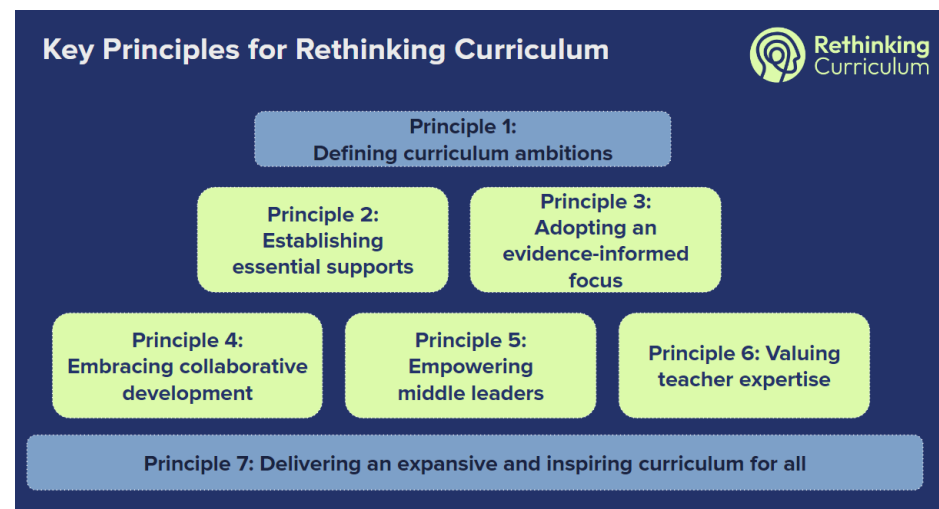 Key Principles for Rethinking Curriculum
Rethinking
Curriculum
Principle 1:
Defining curriculum ambitions
Principle 2:
Establishing
essential supports
Principle 3:
Adopting an
evidence-informed
focus
Principle 4:
Embracing collaborative
development
Principle 5:
Empowering
middle leaders
Principle 6: Valuing
teacher expertise
Principle 7: Delivering an expansive and inspiring curriculum for all